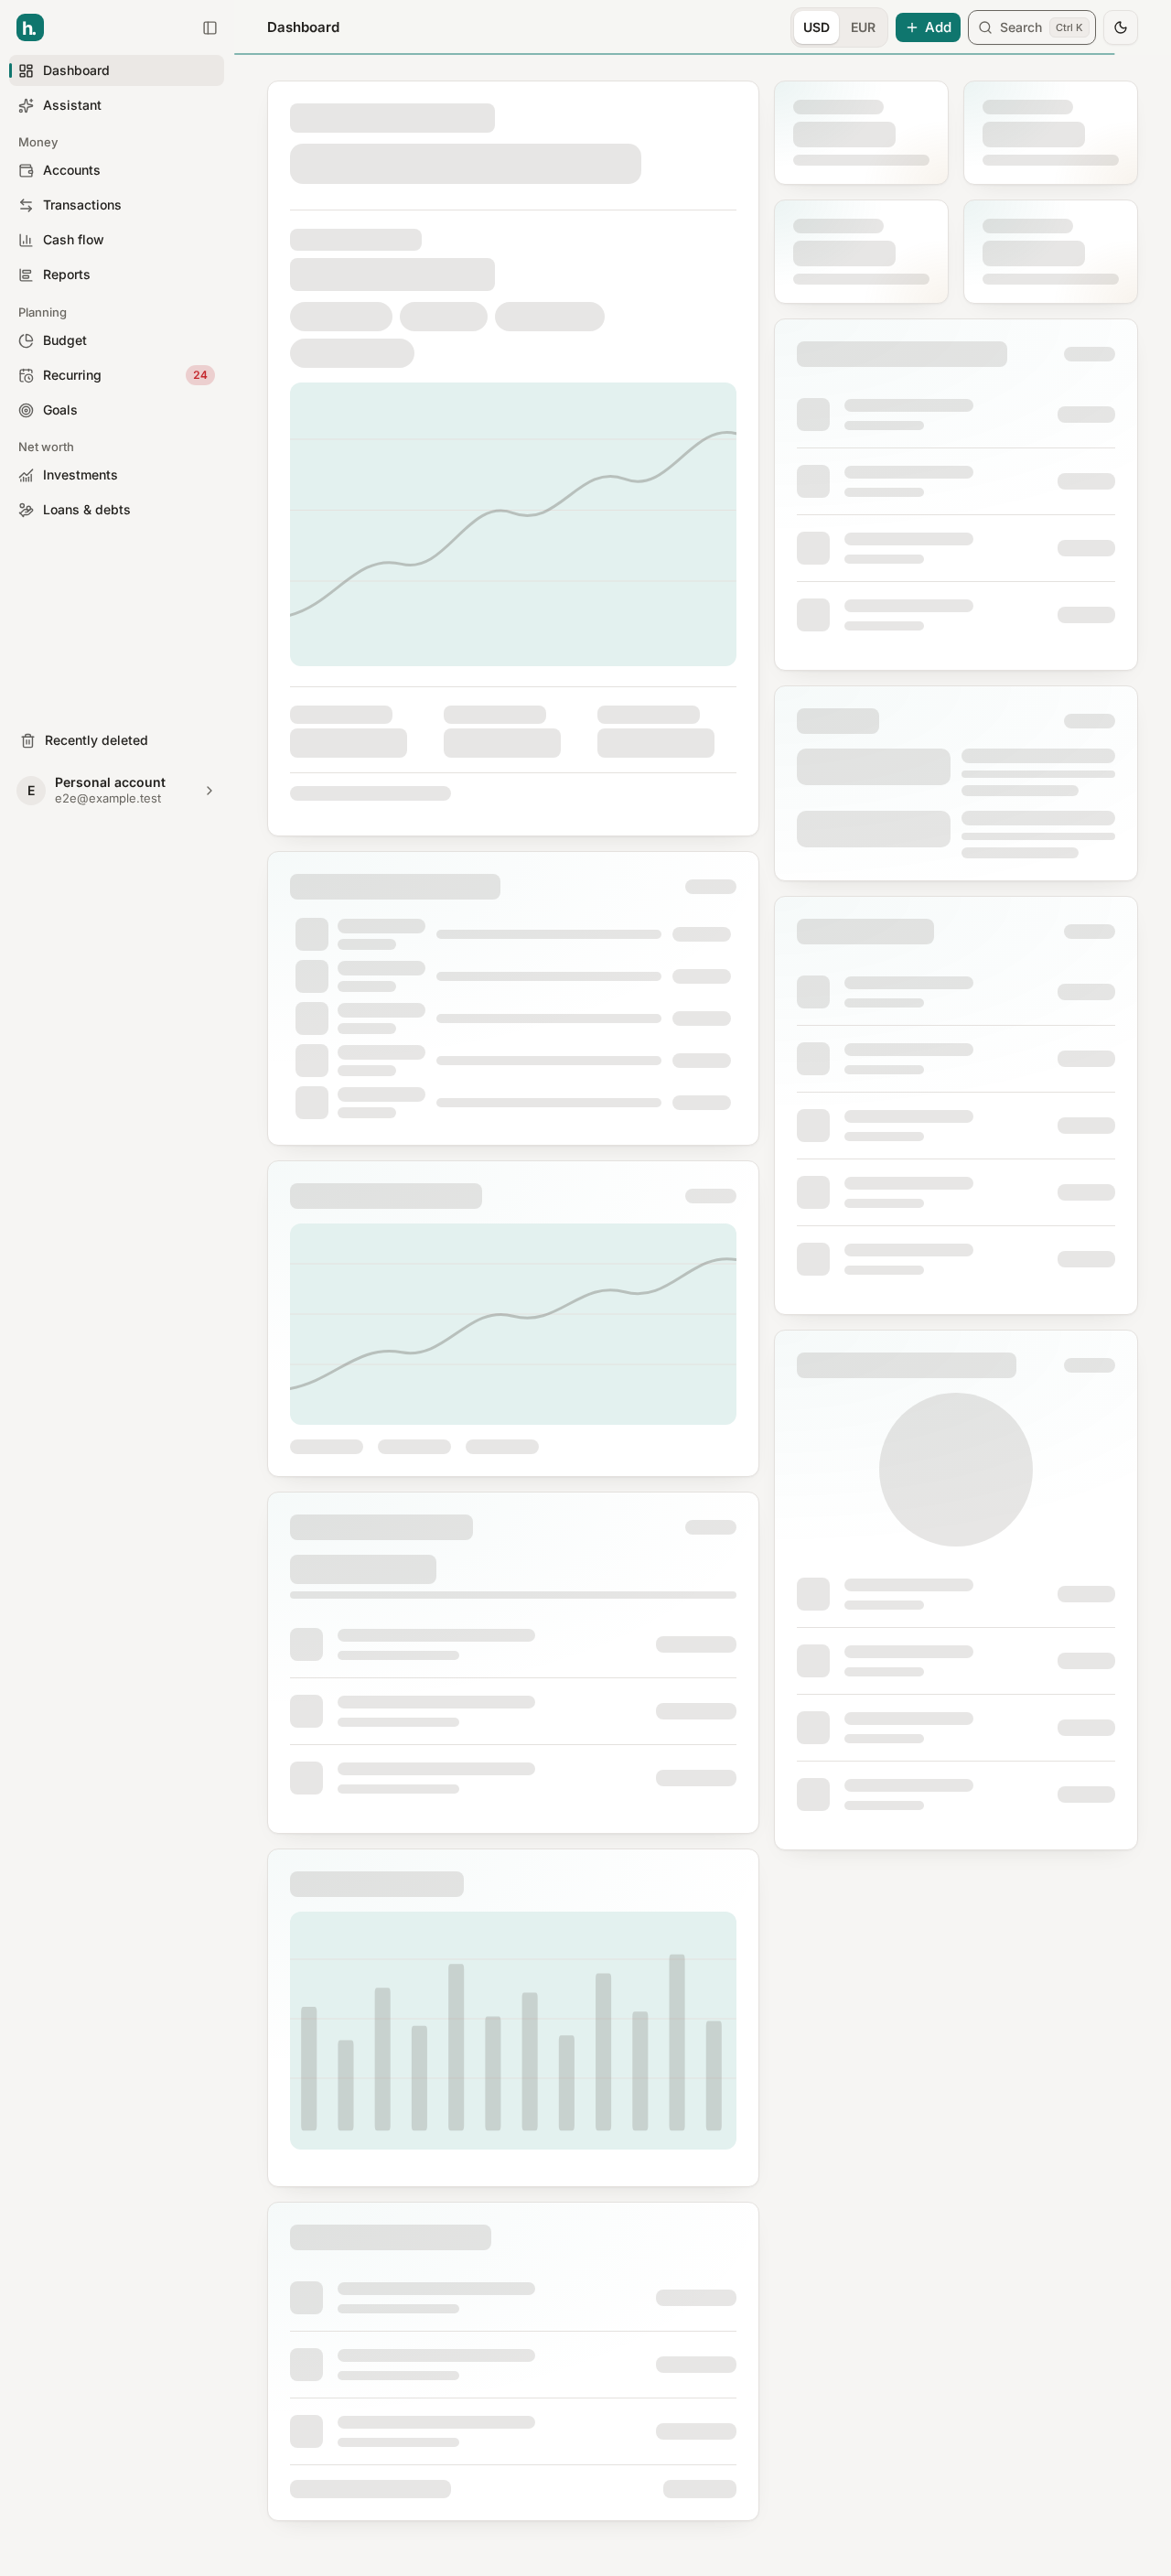 h.
Dashboard
Assistant
Money
Accounts
Transactions
Cash flow
Reports
Planning
Budget
Recurring 24
Goals
Net worth
Investments
Loans & debts
Recently deleted
E
Personal account
e2e@example.test
Dashboard
USD EUR Add Search Ctrl K